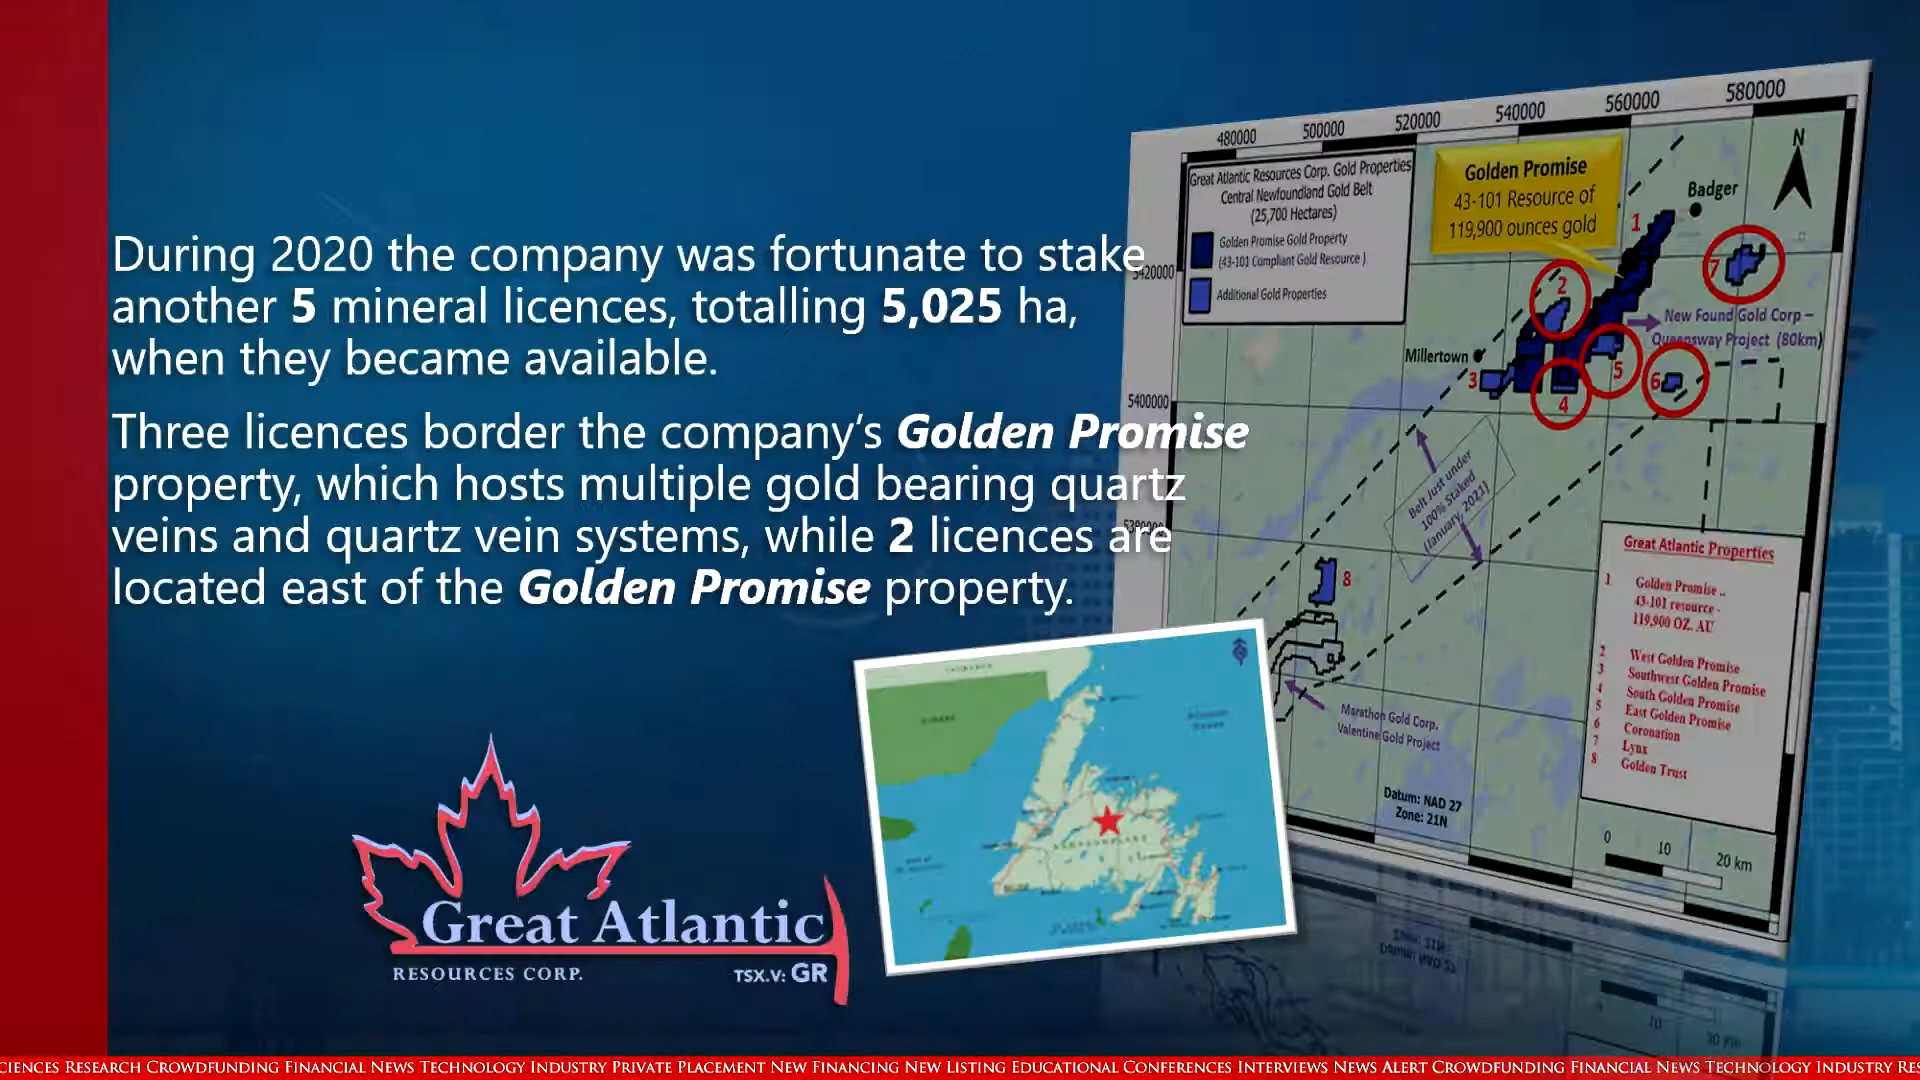 During 2020 the company was fortunate to stake
another 5 mineral licences, totalling 5,025 ha,
when they became available.
Three licences border the company's Golden Promise
property, which hosts multiple gold bearing quartz
veins and quartz vein systems, while 2 licences are
located east of the Golden Promise property.
480000 500000 520000 540000 560000 580000
5420000
5400000
5380000
Great Atlantic Resources Corp. Gold Properties
Central Newfoundland Gold Belt
(25,700 Hectares)
Golden Promise Gold Property
(43-101 Compliant Gold Resource )
Additional Gold Properties
Golden Promise
43-101 Resource of
119,900 ounces gold
N
Badger
1
2
7
New Found Gold Corp –
Queensway Project (80km)
Millertown
3
4
5
6
Belt Just under
100% Staked
(January, 2021)
8
Marathon Gold Corp.
Valentine Gold Project
Great Atlantic Properties
1 Golden Promise ..
43-101 resource -
119,900 OZ. AU
2 West Golden Promise
3 Southwest Golden Promise
4 South Golden Promise
5 East Golden Promise
6 Coronation
7 Lynx
8 Golden Trust
Datum: NAD 27
Zone: 21N
0 10 20 km
Great Atlantic
RESOURCES CORP.
TSX.V: GR
CIENCES RESEARCH CROWDFUNDING FINANCIAL NEWS TECHNOLOGY INDUSTRY PRIVATE PLACEMENT NEW FINANCING NEW LISTING EDUCATIONAL CONFERENCES INTERVIEWS NEWS ALERT CROWDFUNDING FINANCIAL NEWS TECHNOLOGY INDUSTRY RES